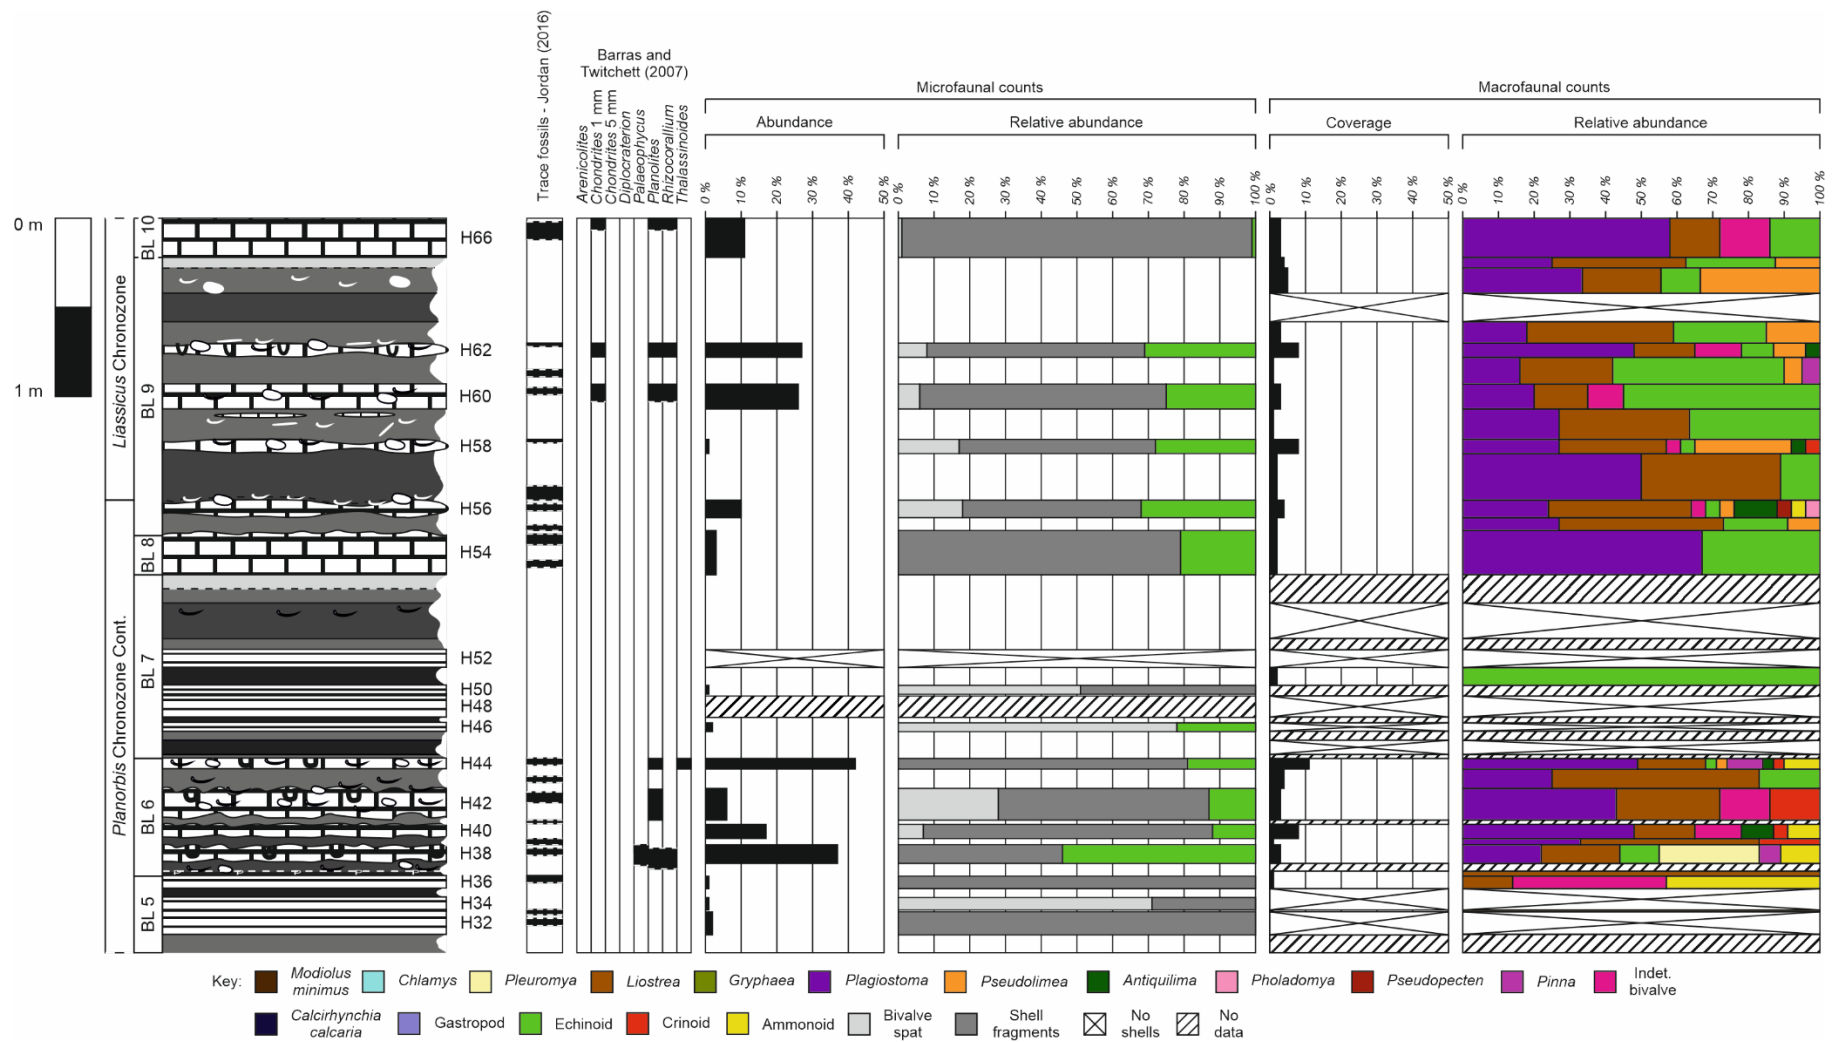 Trace fossils - Jordan (2016)
Barras and
Twitchett (2007)
Arenicolites
Chondrites 1 mm
Chondrites 5 mm
Diplocraterion
Palaeophycus
Planolites
Rhizocorallium
Thalassinoides
Microfaunal counts
Macrofaunal counts
Abundance
Relative abundance
Coverage
Relative abundance
0 %
10 %
20 %
30 %
40 %
50 %
0 %
10 %
20 %
30 %
40 %
50 %
60 %
70 %
80 %
90 %
100 %
0 %
10 %
20 %
30 %
40 %
50 %
0 %
10 %
20 %
30 %
40 %
50 %
60 %
70 %
80 %
90 %
100 %
0 m
1 m
Liassicus Chronozone
Planorbis Chronozone Cont.
BL 10
BL 9
BL 8
BL 7
BL 6
BL 5
H66
H62
H60
H58
H56
H54
H52
H50
H48
H46
H44
H42
H40
H38
H36
H34
H32
Key:
Modiolus
minimus
Chlamys
Pleuromya
Liostrea
Gryphaea
Plagiostoma
Pseudolimea
Antiquilima
Pholadomya
Pseudopecten
Pinna
Indet.
bivalve
Calcirhynchia
calcaria
Gastropod
Echinoid
Crinoid
Ammonoid
Bivalve
spat
Shell
fragments
No
shells
No
data